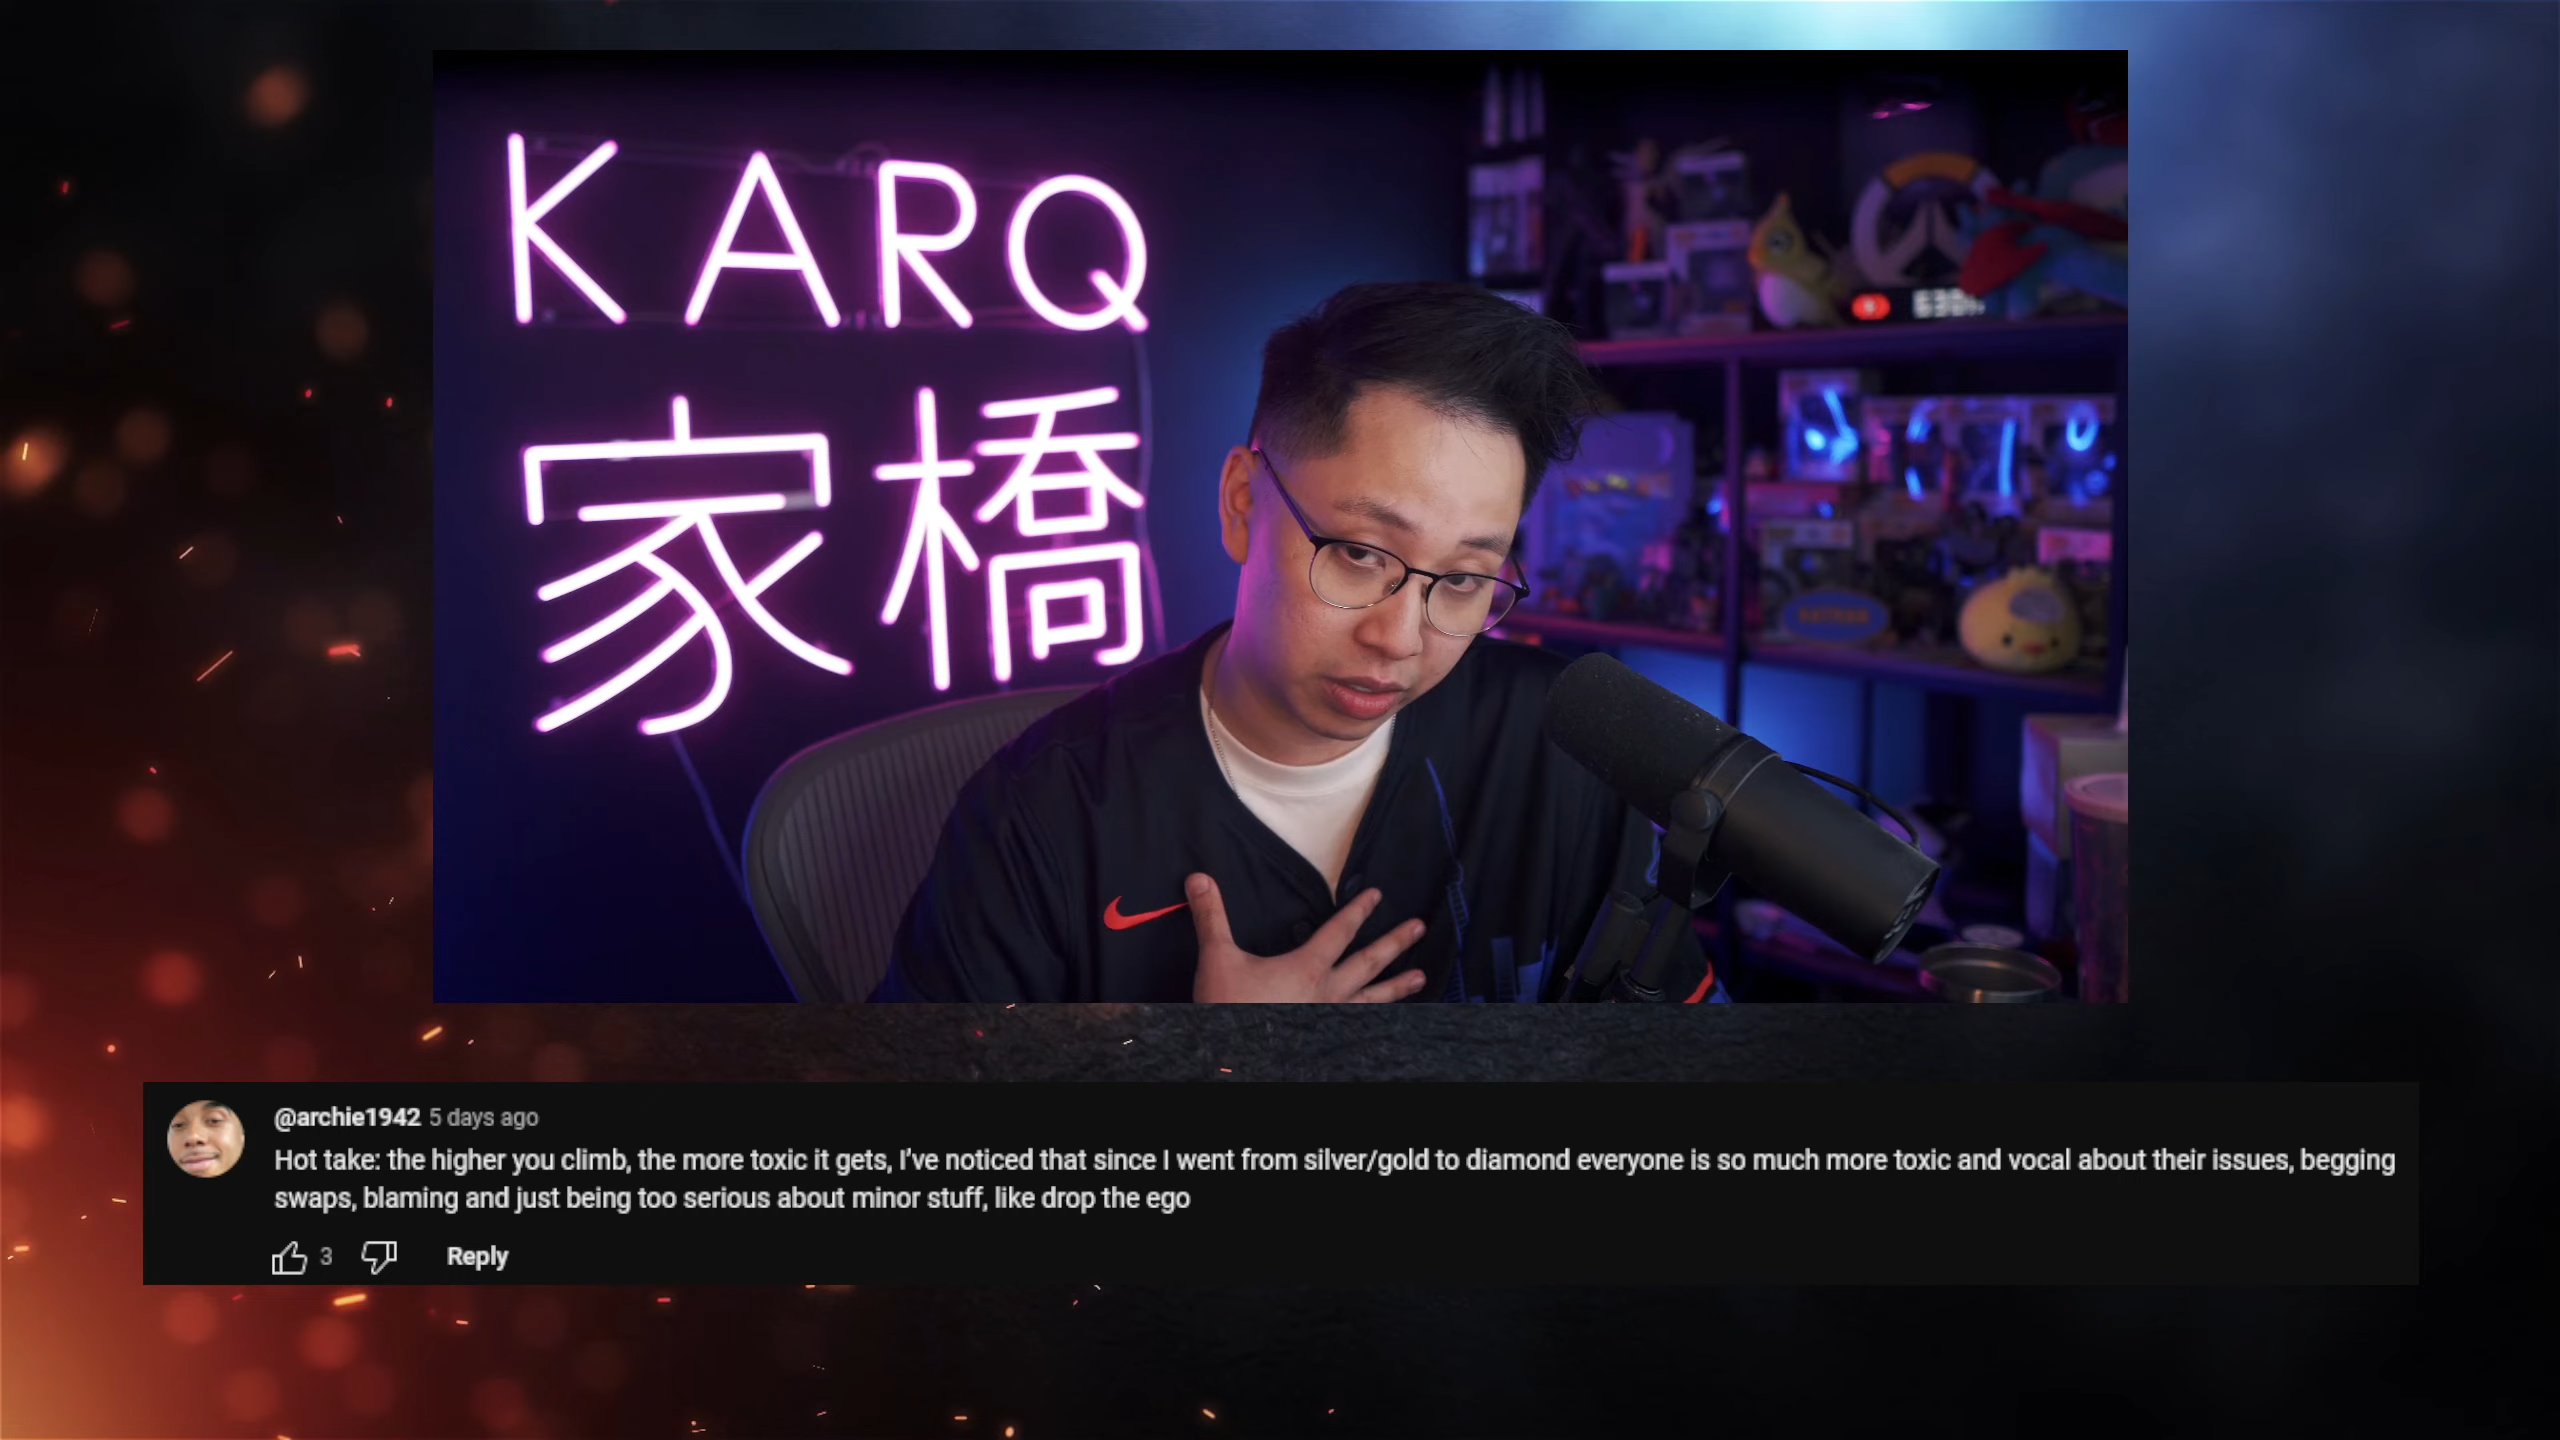 KARQ
家橋
@archie1942 5 days ago
Hot take: the higher you climb, the more toxic it gets, I've noticed that since I went from silver/gold to diamond everyone is so much more toxic and vocal about their issues, begging
swaps, blaming and just being too serious about minor stuff, like drop the ego
3 Reply